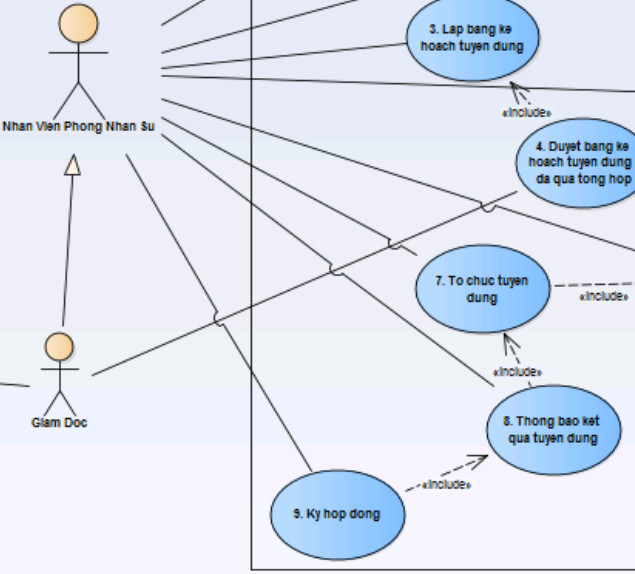 3. Lap bang ke
hoach tuyen dung
«include»
Nhan Vien Phong Nhan Su
4. Duyet bang ke
hoach tuyen dung
da qua tong hop
7. To chuc tuyen
dung
«include»
«include»
Giam Doc
8. Thong bao ket
qua tuyen dung
«include»
9. Ky hop dong